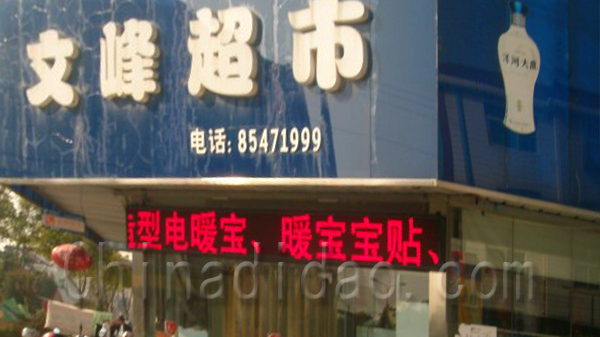 文峰超市
电话: 85471999
洋河大曲
型电暖宝、暖宝宝贴、
chinadidao.com